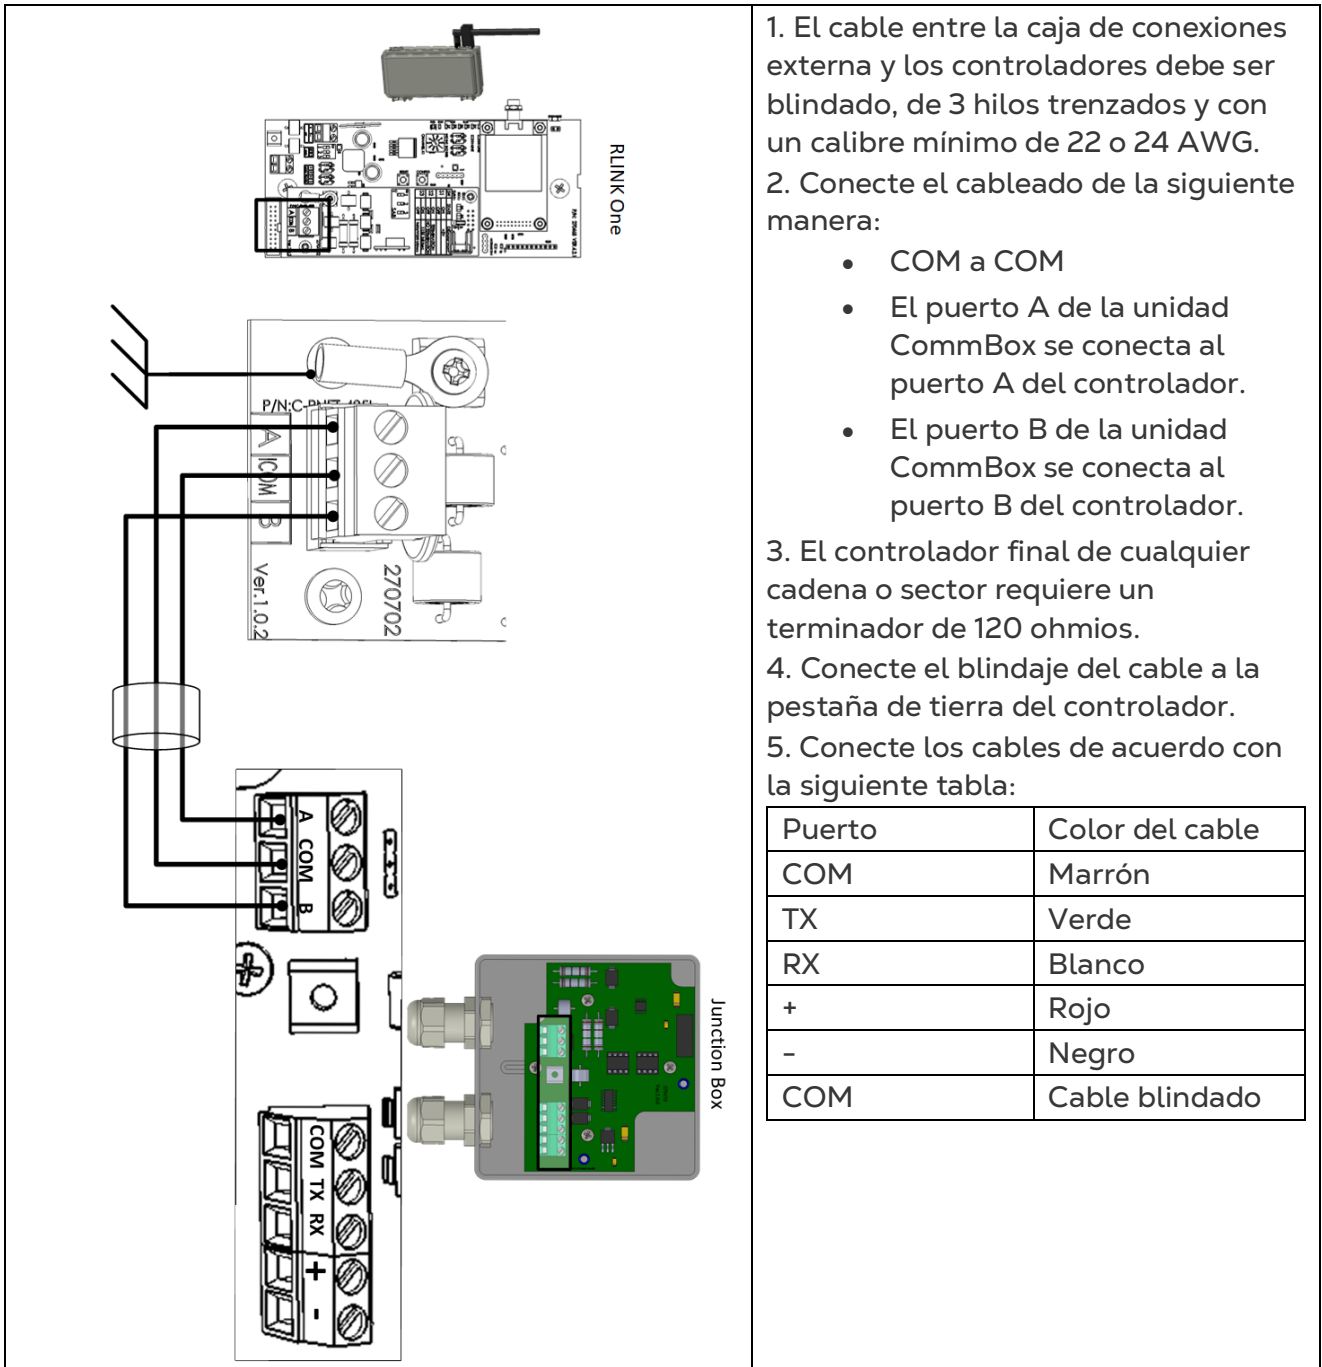 RLINK One
P/N:C-RNET-485I
A
COM
B
Ver.1.0.2
270702
A COM B
Junction Box
COM TX RX + -
1. El cable entre la caja de conexiones
externa y los controladores debe ser
blindado, de 3 hilos trenzados y con
un calibre mínimo de 22 o 24 AWG.
2. Conecte el cableado de la siguiente
manera:
• COM a COM
• El puerto A de la unidad
CommBox se conecta al
puerto A del controlador.
• El puerto B de la unidad
CommBox se conecta al
puerto B del controlador.
3. El controlador final de cualquier
cadena o sector requiere un
terminador de 120 ohmios.
4. Conecte el blindaje del cable a la
pestaña de tierra del controlador.
5. Conecte los cables de acuerdo con
la siguiente tabla:
Puerto Color del cable
COM Marrón
TX Verde
RX Blanco
+ Rojo
- Negro
COM Cable blindado